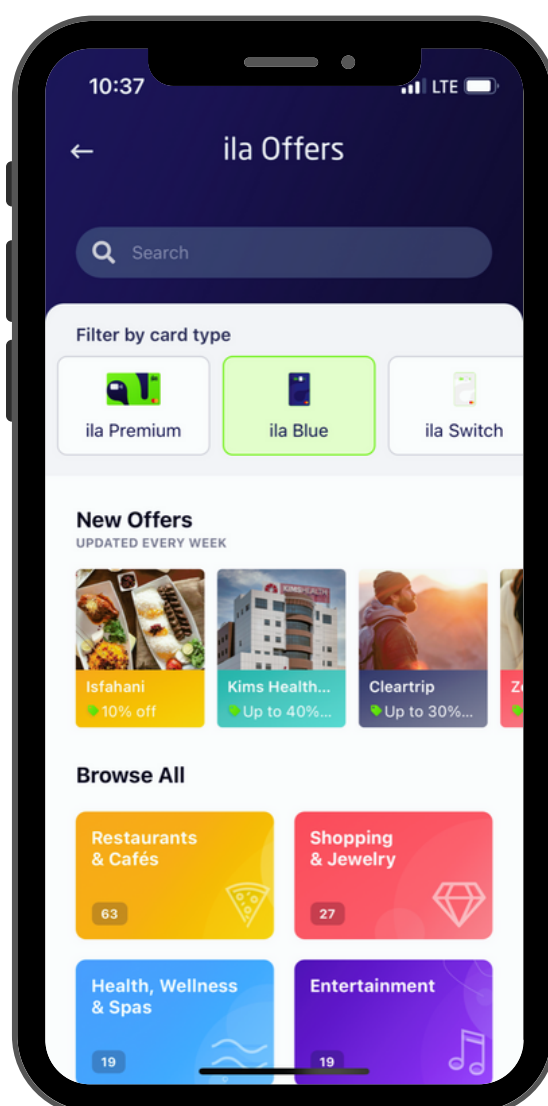 10:37
LTE
ila Offers
Search
Filter by card type
ila Premium
ila Blue
ila Switch
New Offers
UPDATED EVERY WEEK
KIMSHEALTH
Isfahani
10% off
Kims Health...
Up to 40%...
Cleartrip
Up to 30%...
Browse All
Restaurants
& Cafés
63
Shopping
& Jewelry
27
Health, Wellness
& Spas
19
Entertainment
19